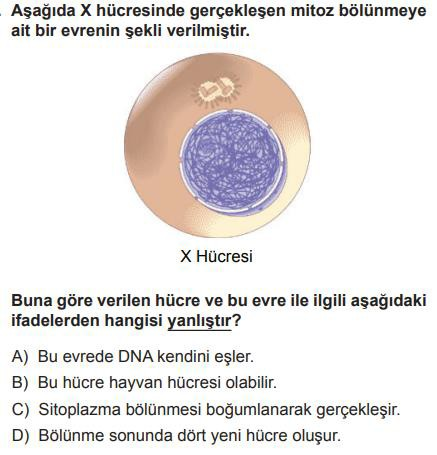 Aşağıda X hücresinde gerçekleşen mitoz bölünmeye
ait bir evrenin şekli verilmiştir.
X Hücresi
Buna göre verilen hücre ve bu evre ile ilgili aşağıdaki
ifadelerden hangisi yanlıştır?
A) Bu evrede DNA kendini eşler.
B) Bu hücre hayvan hücresi olabilir.
C) Sitoplazma bölünmesi boğumlanarak gerçekleşir.
D) Bölünme sonunda dört yeni hücre oluşur.